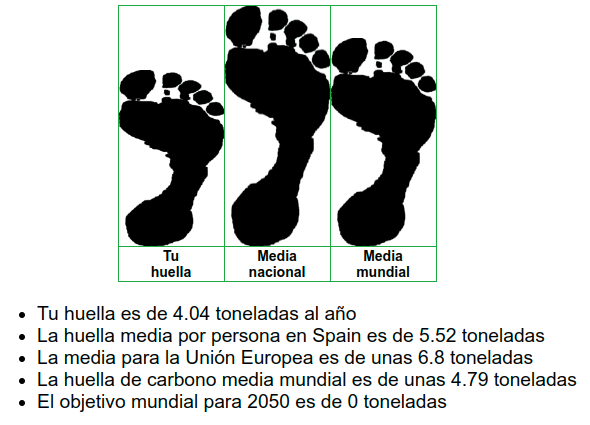 Tu
huella
Media
nacional
Media
mundial
Tu huella es de 4.04 toneladas al año
La huella media por persona en Spain es de 5.52 toneladas
La media para la Unión Europea es de unas 6.8 toneladas
La huella de carbono media mundial es de unas 4.79 toneladas
El objetivo mundial para 2050 es de 0 toneladas